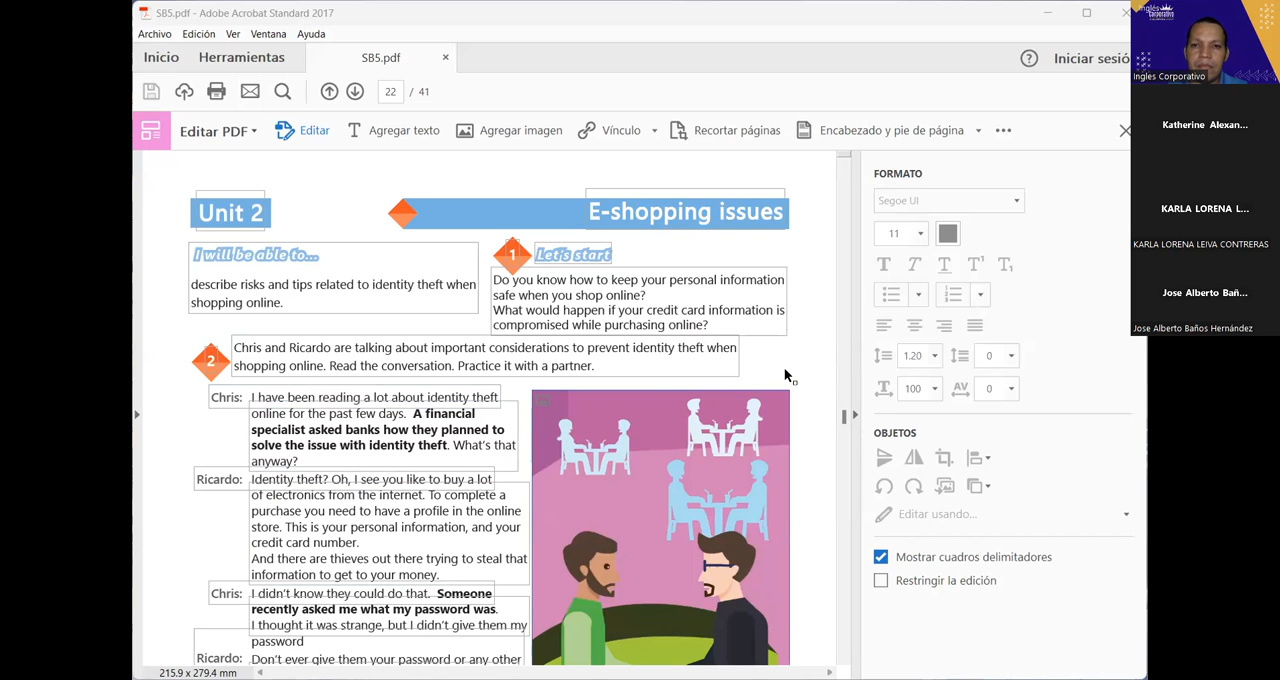 SB5.pdf - Adobe Acrobat Standard 2017
Archivo Edición Ver Ventana Ayuda
Inicio Herramientas SB5.pdf × Iniciar sesió
22 / 41
Editar PDF Editar Agregar texto Agregar imagen Vínculo Recortar páginas Encabezado y pie de página
Unit 2
E-shopping issues
I will be able to...
describe risks and tips related to identity theft when
shopping online.
1 Let's start
Do you know how to keep your personal information
safe when you shop online?
What would happen if your credit card information is
compromised while purchasing online?
2 Chris and Ricardo are talking about important considerations to prevent identity theft when
shopping online. Read the conversation. Practice it with a partner.
Chris: I have been reading a lot about identity theft
online for the past few days. A financial
specialist asked banks how they planned to
solve the issue with identity theft. What's that
anyway?
Ricardo: Identity theft? Oh, I see you like to buy a lot
of electronics from the internet. To complete a
purchase you need to have a profile in the online
store. This is your personal information, and your
credit card number.
And there are thieves out there trying to steal that
information to get to your money.
Chris: I didn't know they could do that. Someone
recently asked me what my password was.
I thought it was strange, but I didn't give them my
password
Ricardo: Don't ever give them your password or any other
215.9 x 279.4 mm
FORMATO
Segoe UI
11
T T T T¹ T₁
1.20 0
100 AV 0
OBJETOS
Editar usando...
Mostrar cuadros delimitadores
Restringir la edición
Inglés
Corporativo
Ingles Corporativo
Katherine Alexan...
KARLA LORENA L...
KARLA LORENA LEIVA CONTRERAS
Jose Alberto Bañ...
Jose Alberto Baños Hernández